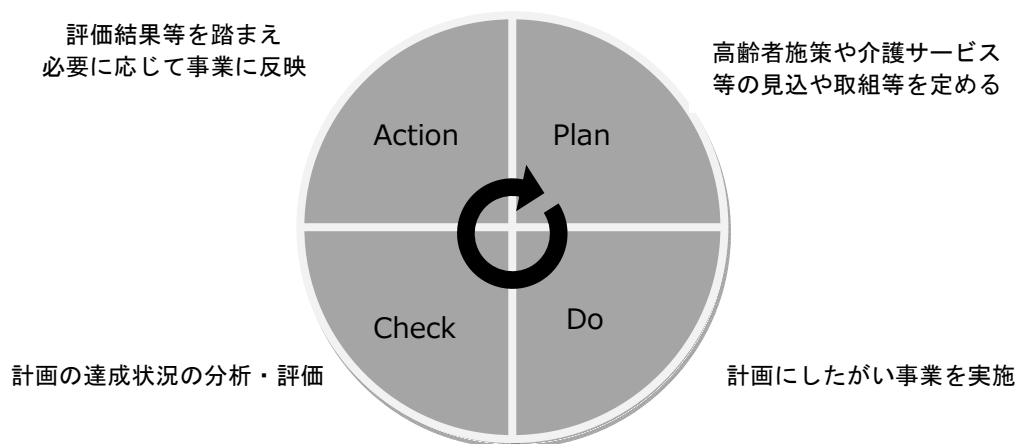 評価結果等を踏まえ
必要に応じて事業に反映
高齢者施策や介護サービス
等の見込や取組等を定める
Action
Plan
Check
Do
計画の達成状況の分析・評価
計画にしたがい事業を実施